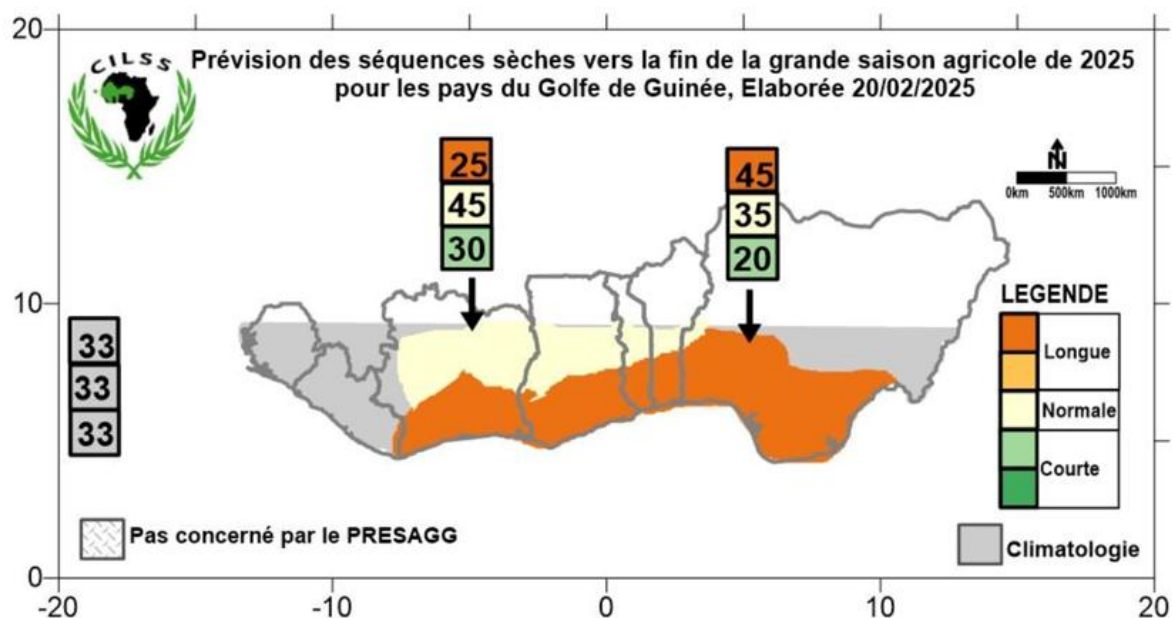 20
CILSS
Prévision des séquences sèches vers la fin de la grande saison agricole de 2025
pour les pays du Golfe de Guinée, Elaborée 20/02/2025
25
45
30
45
35
20
N
0km 500km 1000km
10
33
33
33
LEGENDE
Longue
Normale
Courte
Pas concerné par le PRESAGG
Climatologie
0
-20 -10 0 10 20